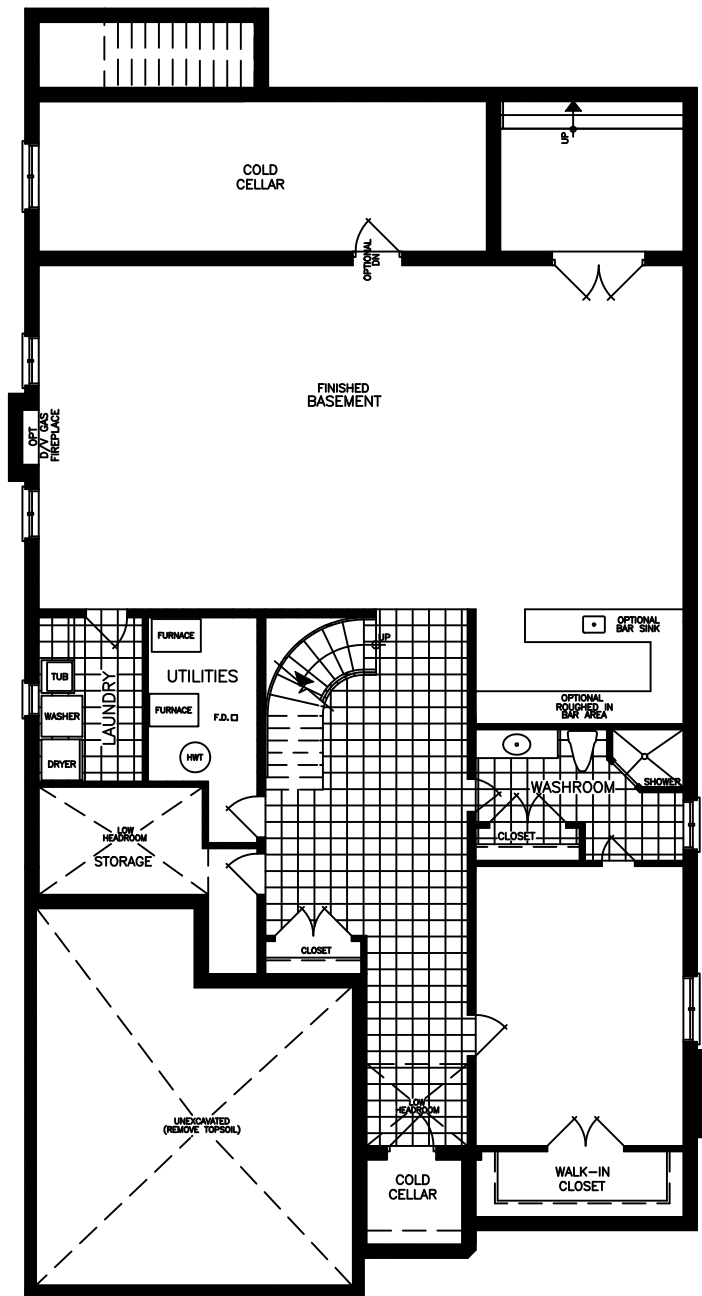 COLD
CELLAR
UP
OPTIONAL
DN
FINISHED
BASEMENT
OPT
D/V GAS
FIREPLACE
OPTIONAL
BAR SINK
FURNACE
UP
UTILITIES
TUB
LAUNDRY
FURNACE
F.D.
WASHER
OPTIONAL
ROUGHED IN
BAR AREA
HWT
DRYER
WASHROOM
SHOWER
LOW
HEADROOM
STORAGE
CLOSET
CLOSET
UNEXCAVATED
(REMOVE TOPSOIL)
LOW
HEADROOM
COLD
CELLAR
WALK-IN
CLOSET